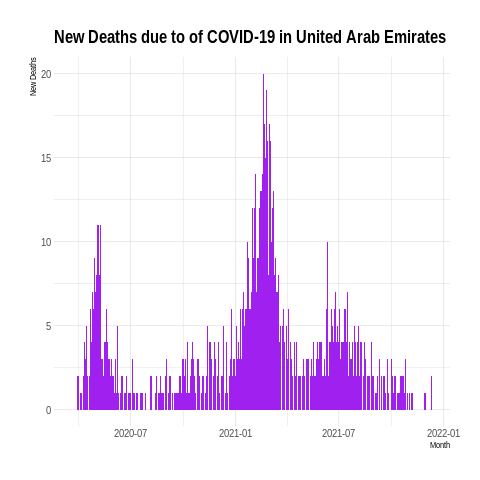 New Deaths due to of COVID-19 in United Arab Emirates
New Deaths
20
15
10
5
0
2020-07 2021-01 2021-07 2022-01
Month